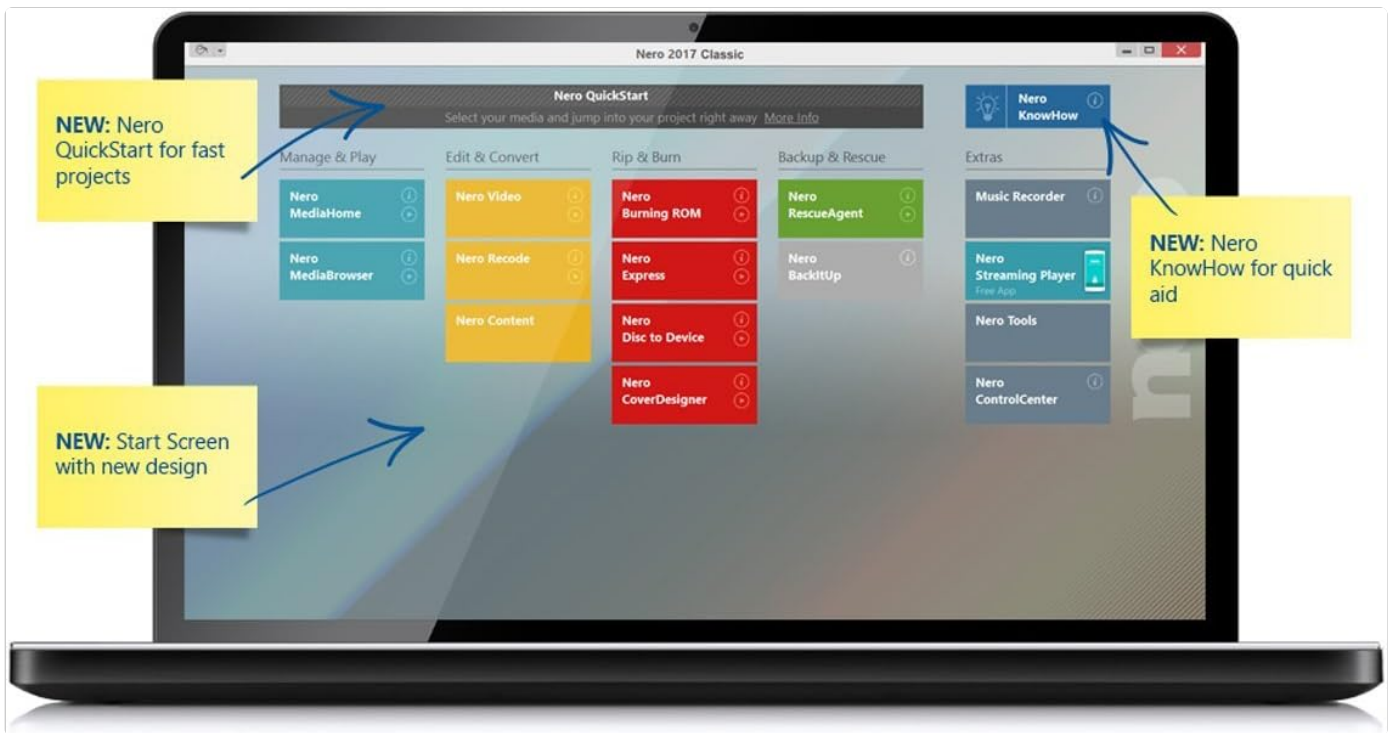 Nero 2017 Classic
NEW: Nero
QuickStart for fast
projects
Nero QuickStart
Select your media and jump into your project right away More Info
Nero
KnowHow
Manage & Play
Edit & Convert
Rip & Burn
Backup & Rescue
Extras
Nero
MediaHome
Nero Video
Nero
Burning ROM
Nero
RescueAgent
Music Recorder
NEW: Nero
KnowHow for quick
aid
Nero
MediaBrowser
Nero Recode
Nero
Express
Nero
BackItUp
Nero
Streaming Player
Free App
Nero Content
Nero
Disc to Device
Nero Tools
Nero
CoverDesigner
Nero
ControlCenter
NEW: Start Screen
with new design